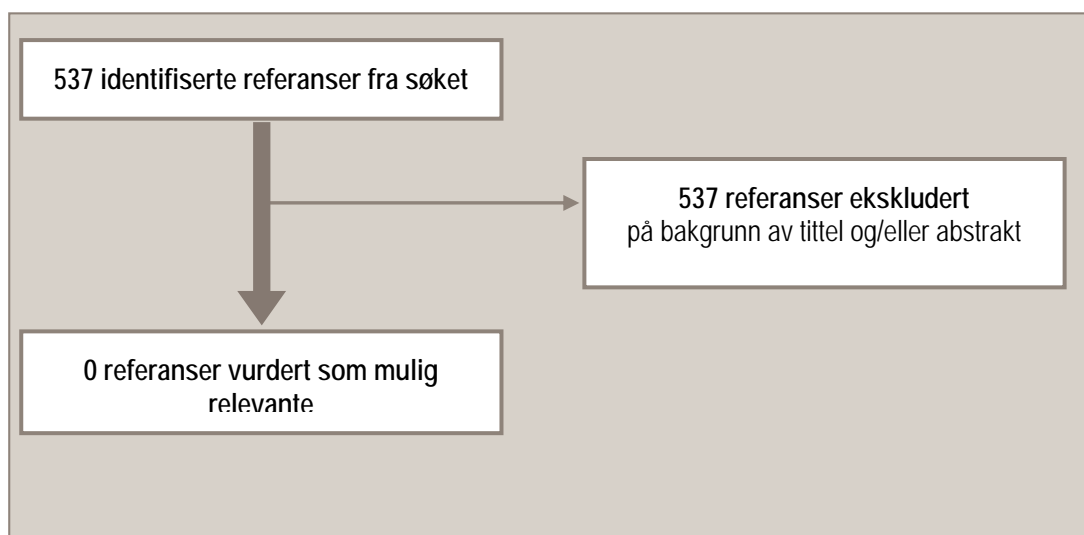 537 identifiserte referanser fra søket
537 referanser ekskludert
på bakgrunn av tittel og/eller abstrakt
0 referanser vurdert som mulig
relevante